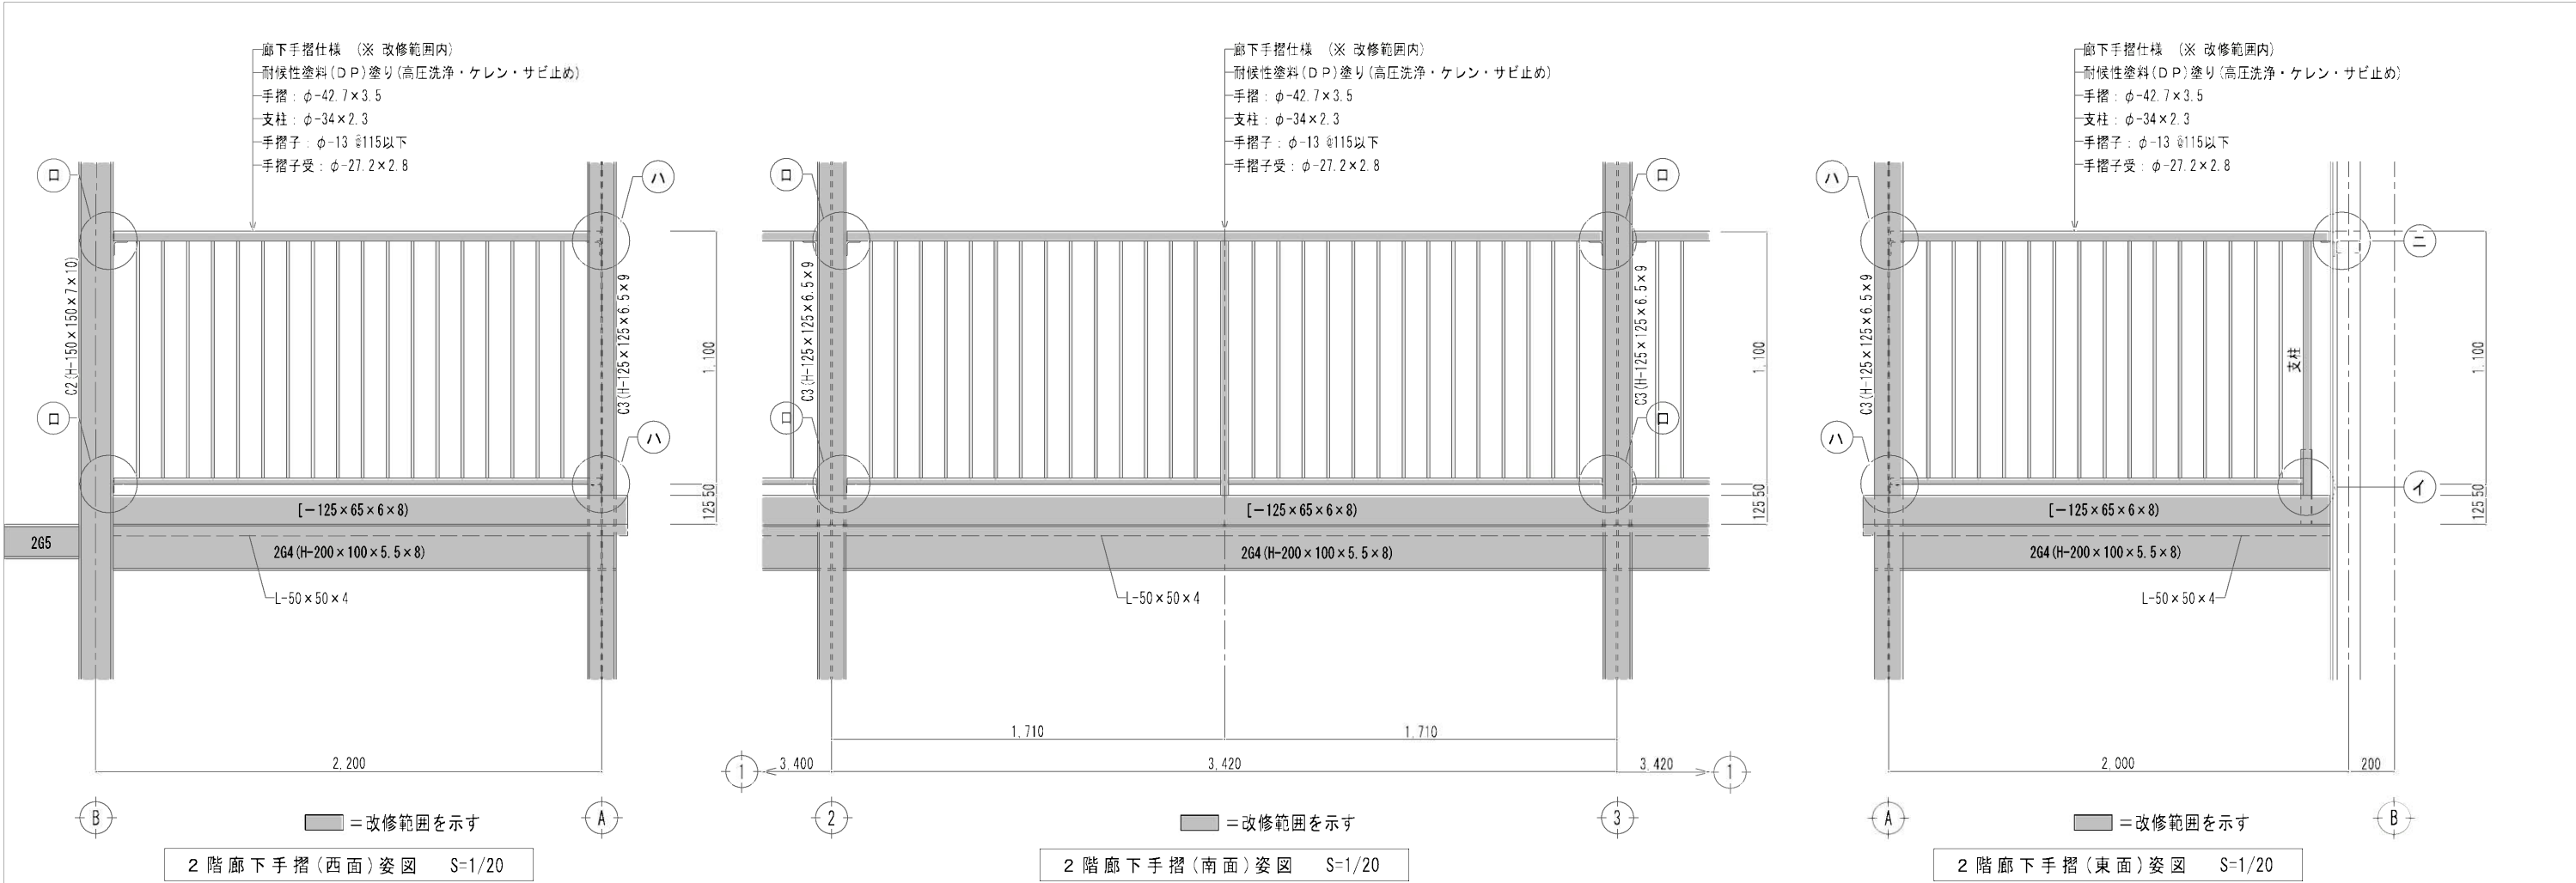 廊下手摺仕様 (※ 改修範囲内)
耐候性塗料(DP)塗り(高圧洗浄・ケレン・サビ止め)
手摺: φ-42.7×3.5
支柱: φ-34×2.3
手摺子: φ-13 @115以下
手摺子受: φ-27.2×2.8
ロ
ハ
C2(H-150×150×7×10)
C3(H-125×125×6.5×9
1,100
ロ
ハ
125
50
[-125×65×6×8)
2G5
2G4(H-200×100×5.5×8)
L-50×50×4
2,200
B
A
=改修範囲を示す
2階廊下手摺(西面)姿図 S=1/20
廊下手摺仕様 (※ 改修範囲内)
耐候性塗料(DP)塗り(高圧洗浄・ケレン・サビ止め)
手摺: φ-42.7×3.5
支柱: φ-34×2.3
手摺子: φ-13 @115以下
手摺子受: φ-27.2×2.8
ロ
ロ
C3(H-125×125×6.5×9
C3(H-125×125×6.5×9
1,100
ロ
ロ
125
50
[-125×65×6×8)
2G4(H-200×100×5.5×8)
L-50×50×4
1,710
1,710
1
3,400
3,420
3,420
1
2
3
=改修範囲を示す
2階廊下手摺(南面)姿図 S=1/20
廊下手摺仕様 (※ 改修範囲内)
耐候性塗料(DP)塗り(高圧洗浄・ケレン・サビ止め)
手摺: φ-42.7×3.5
支柱: φ-34×2.3
手摺子: φ-13 @115以下
手摺子受: φ-27.2×2.8
ハ
ニ
C3(H-125×125×6.5×9
支柱
1,100
ハ
イ
125
50
[-125×65×6×8)
2G4(H-200×100×5.5×8)
L-50×50×4
2,000
200
A
B
=改修範囲を示す
2階廊下手摺(東面)姿図 S=1/20